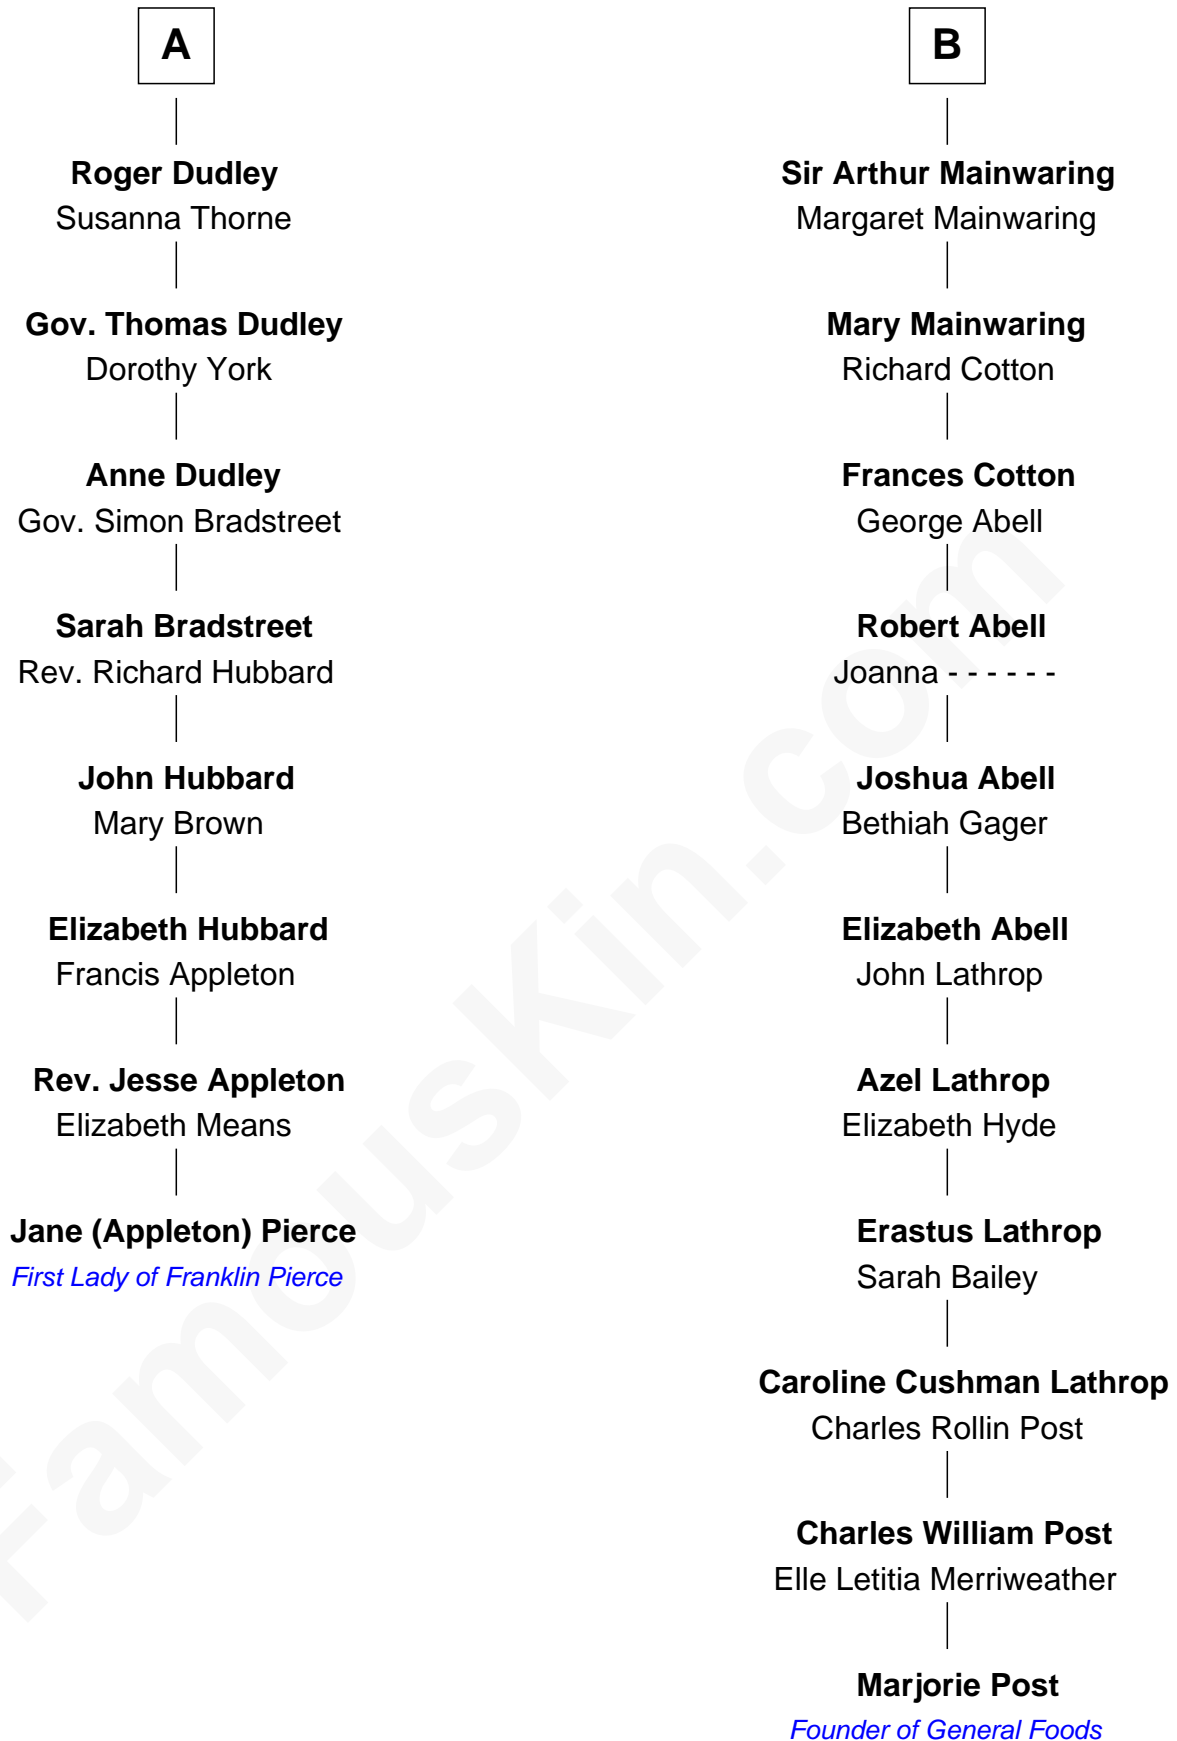 A
Roger Dudley
Susanna Thorne
Gov. Thomas Dudley
Dorothy York
Anne Dudley
Gov. Simon Bradstreet
Sarah Bradstreet
Rev. Richard Hubbard
John Hubbard
Mary Brown
Elizabeth Hubbard
Francis Appleton
Rev. Jesse Appleton
Elizabeth Means
Jane (Appleton) Pierce
First Lady of Franklin Pierce
B
Sir Arthur Mainwaring
Margaret Mainwaring
Mary Mainwaring
Richard Cotton
Frances Cotton
George Abell
Robert Abell
Joanna - - - - - -
Joshua Abell
Bethiah Gager
Elizabeth Abell
John Lathrop
Azel Lathrop
Elizabeth Hyde
Erastus Lathrop
Sarah Bailey
Caroline Cushman Lathrop
Charles Rollin Post
Charles William Post
Elle Letitia Merriweather
Marjorie Post
Founder of General Foods
FamousKin.com